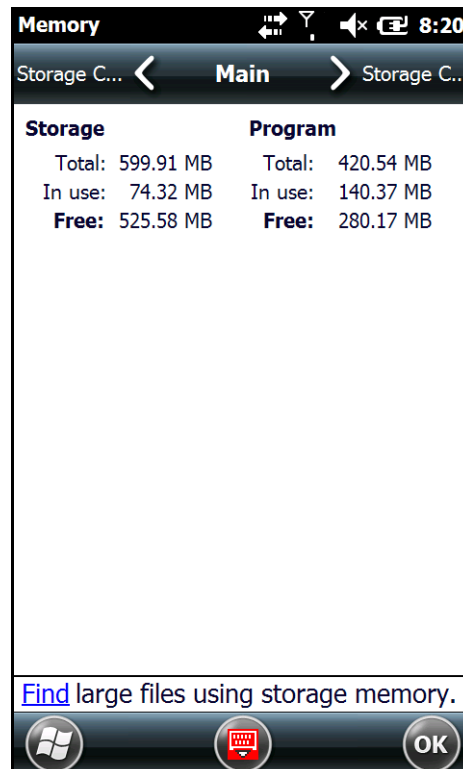 Memory 8:20
Storage C... Main Storage C..
Storage Program
Total: 599.91 MB Total: 420.54 MB
In use: 74.32 MB In use: 140.37 MB
Free: 525.58 MB Free: 280.17 MB
Find large files using storage memory.
OK